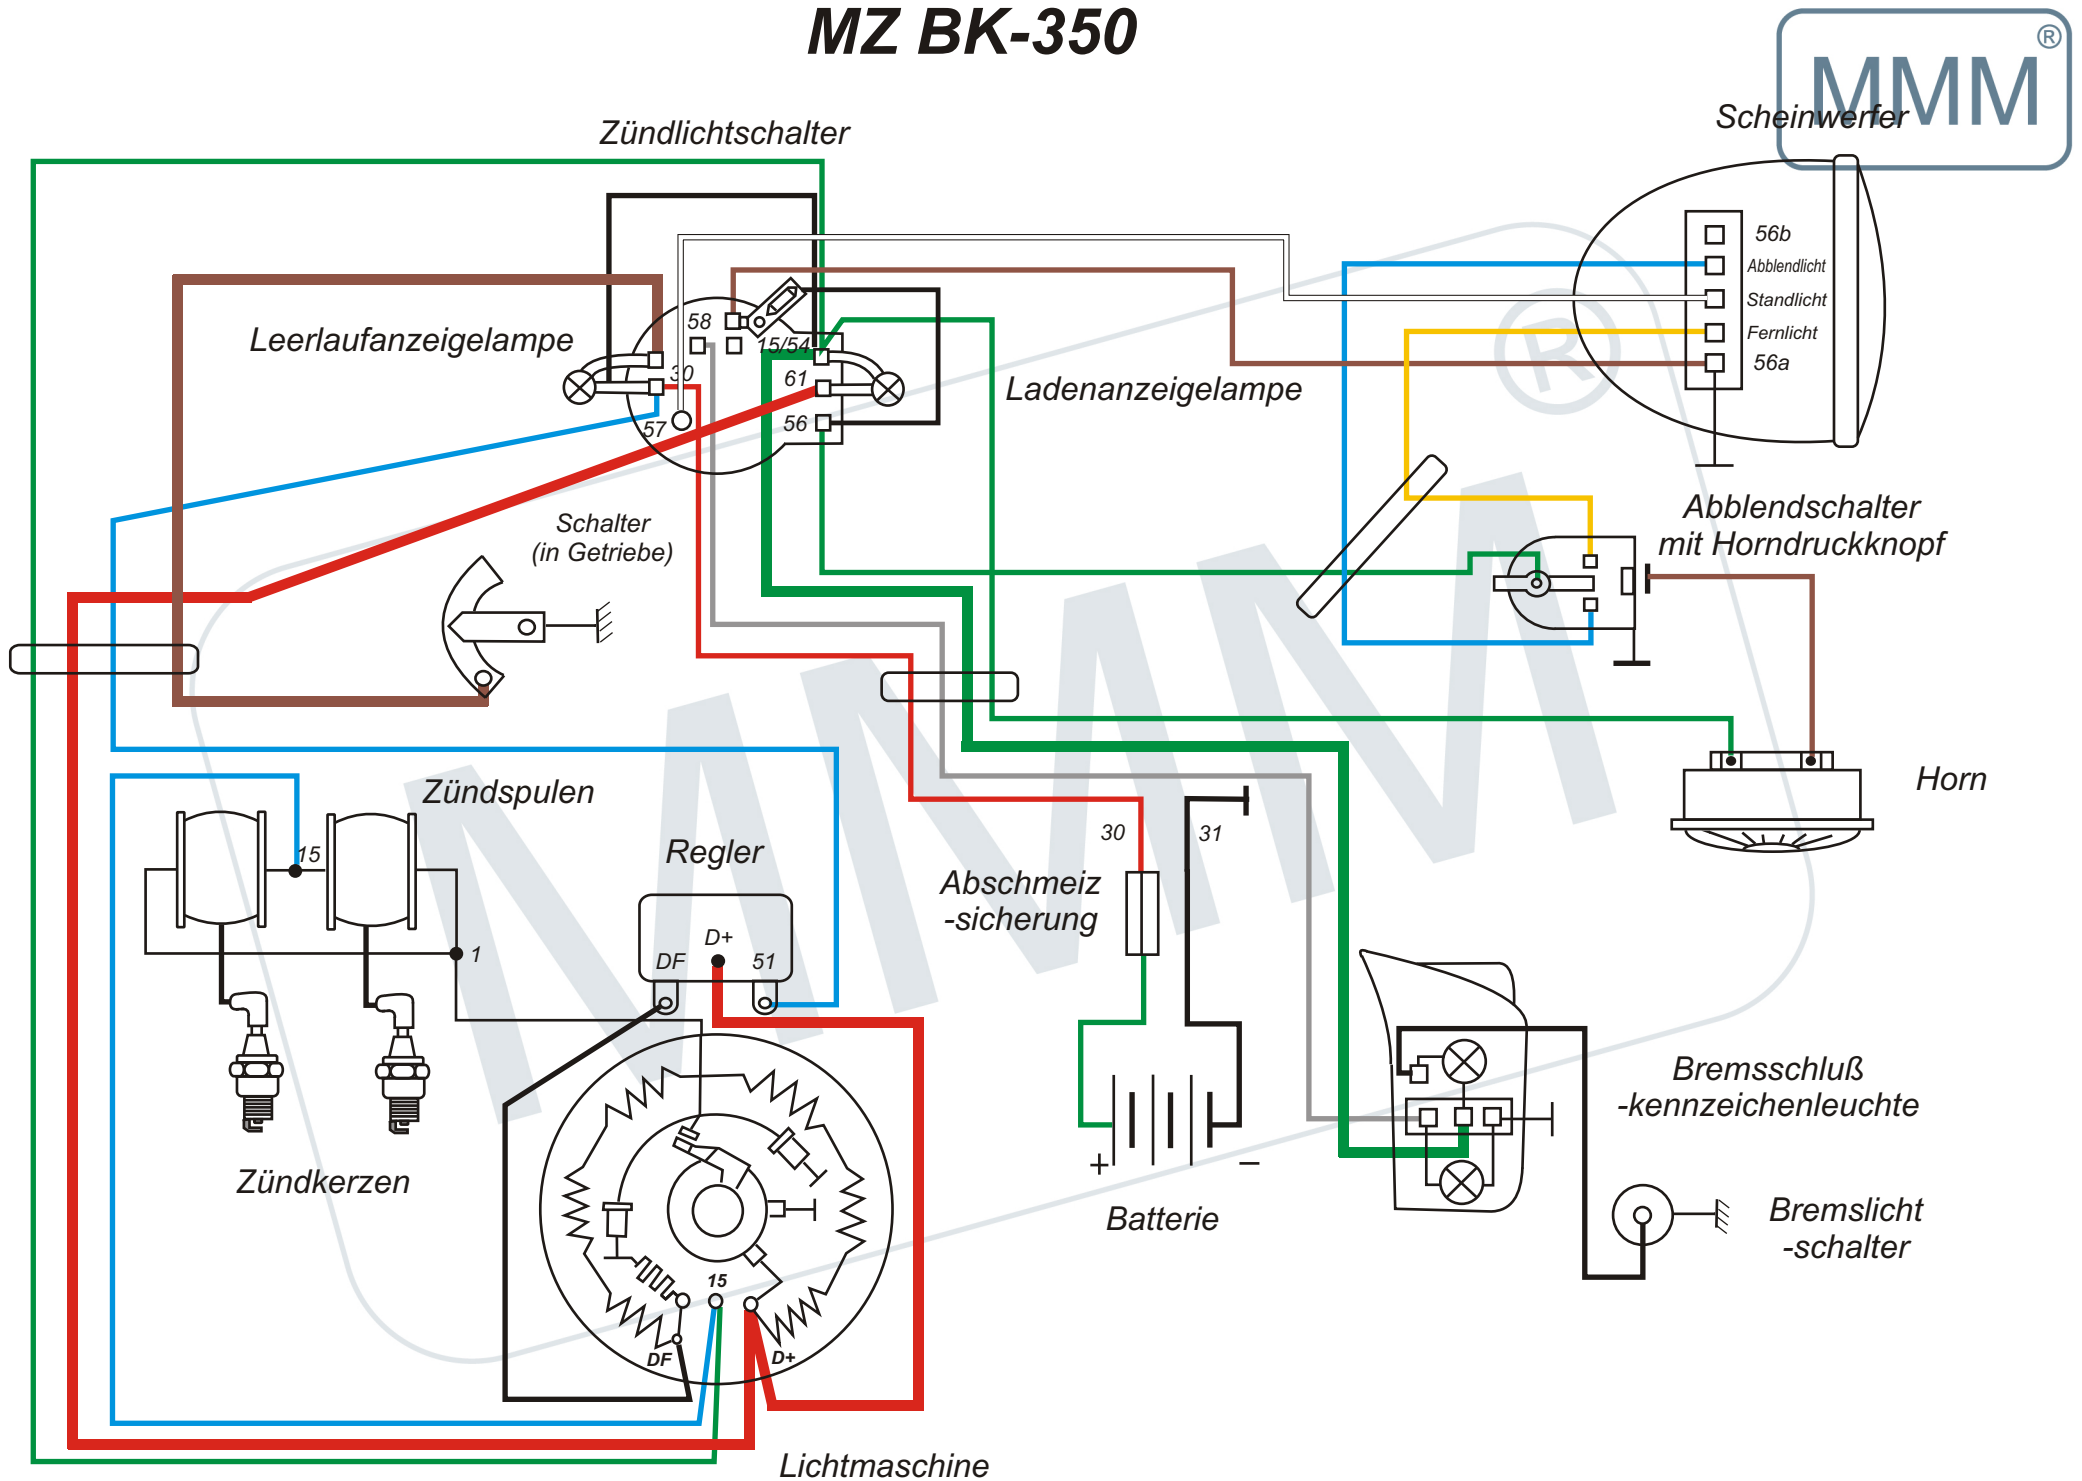 MZ BK-350
®
MMM
Scheinwerfer
Zündlichtschalter
56b
Abblendlicht
Standlicht
Fernlicht
56a
Leerlaufanzeigelampe
58
15/54
30
61
57
56
Ladenanzeigelampe
Schalter
(in Getriebe)
Abblendschalter
mit Horndruckknopf
Horn
Zündspulen
15
1
Regler
D+
DF
51
30
31
Abschmeiz
-sicherung
Bremsschluß
-kennzeichenleuchte
Zündkerzen
+
–
Batterie
Bremslicht
-schalter
15
DF
D+
Lichtmaschine
MMM
®